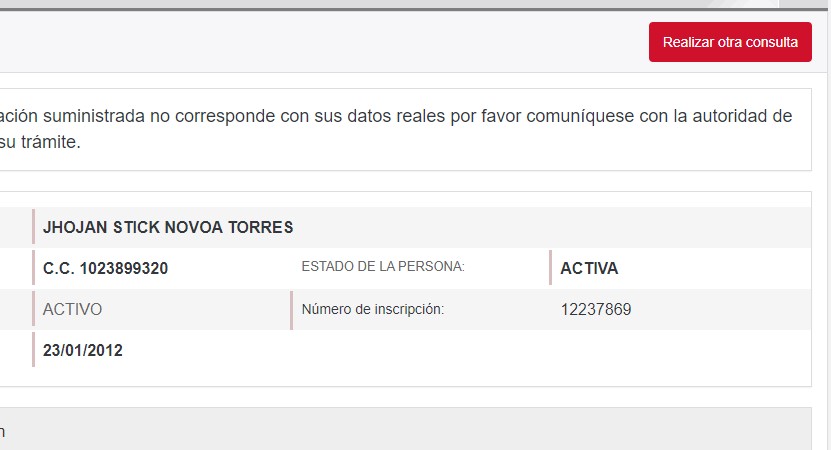 Realizar otra consulta
ación suministrada no corresponde con sus datos reales por favor comuníquese con la autoridad de
su trámite.
JHOJAN STICK NOVOA TORRES
C.C. 1023899320 ESTADO DE LA PERSONA: ACTIVA
ACTIVO Número de inscripción: 12237869
23/01/2012
n